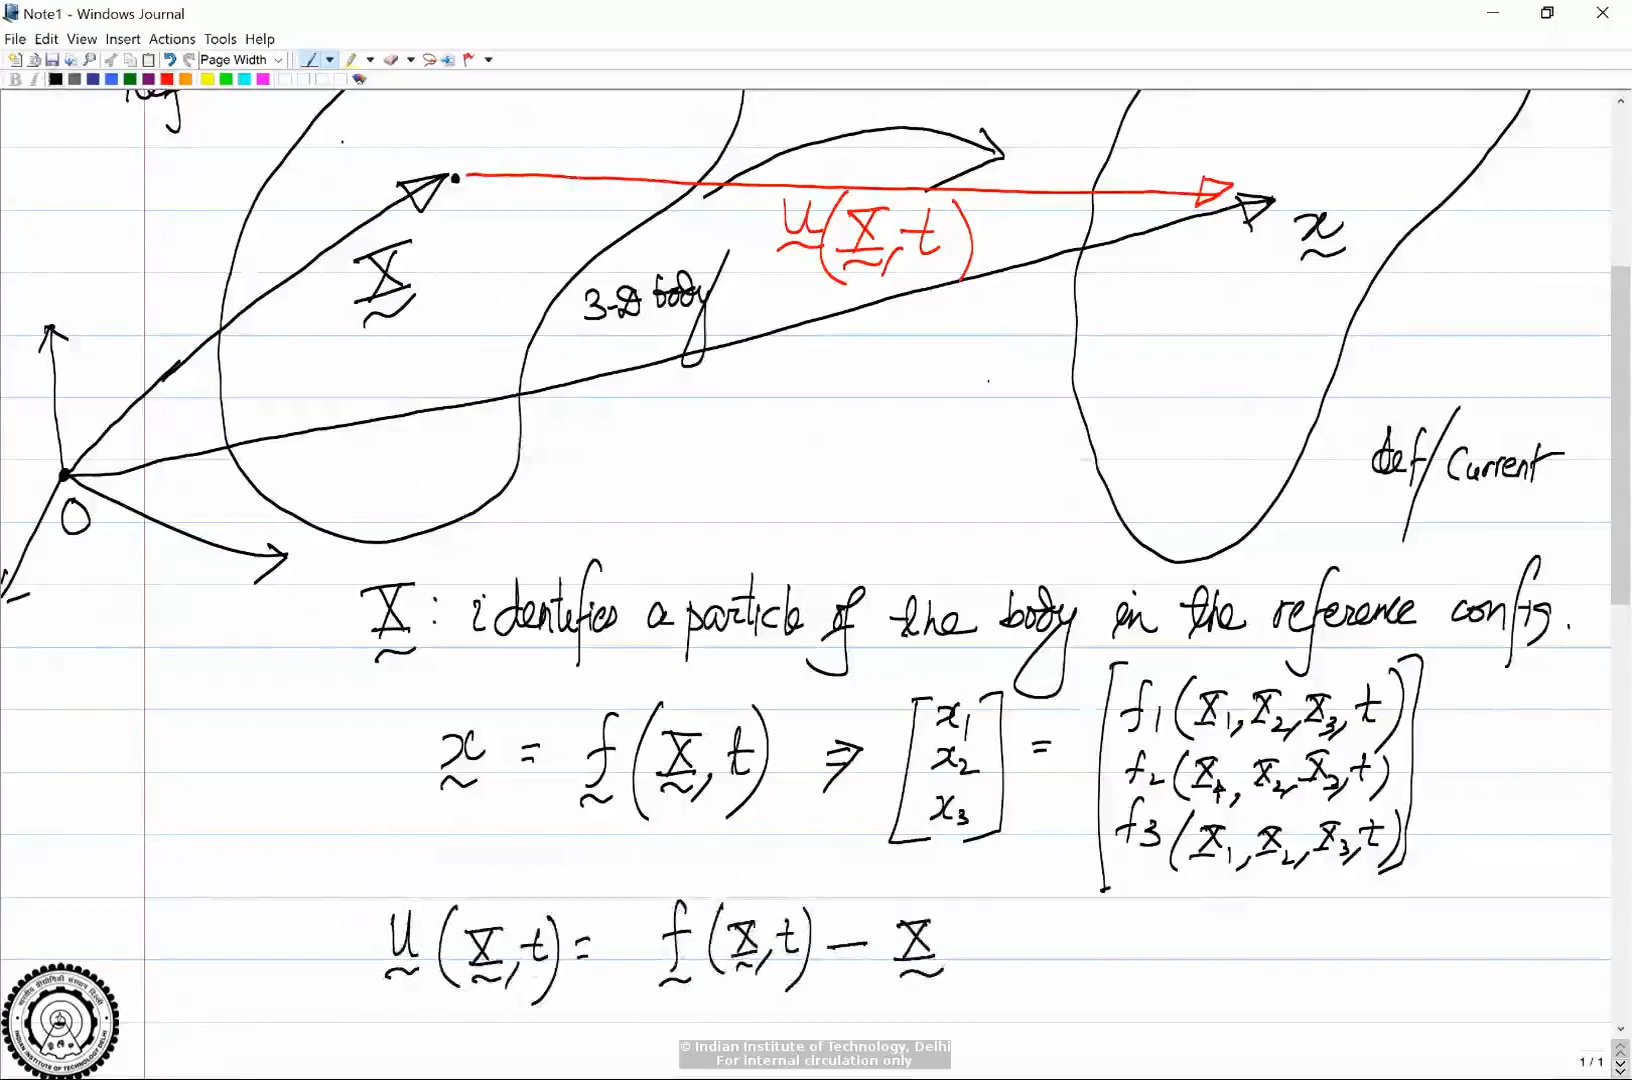 Note1 - Windows Journal
File Edit View Insert Actions Tools Help
Page Width
B I
X
u(X, t)
x
3-D body
def/current
O
X : identifies a particle of the body in the reference config.
x = f(X, t) ⇒ [x1 x2 x3] = [f1(X1, X2, X3, t) f2(X1, X2, X3, t) f3(X1, X2, X3, t)]
u(X, t) = f(X, t) − X
© Indian Institute of Technology, Delhi
For internal circulation only
1 / 1